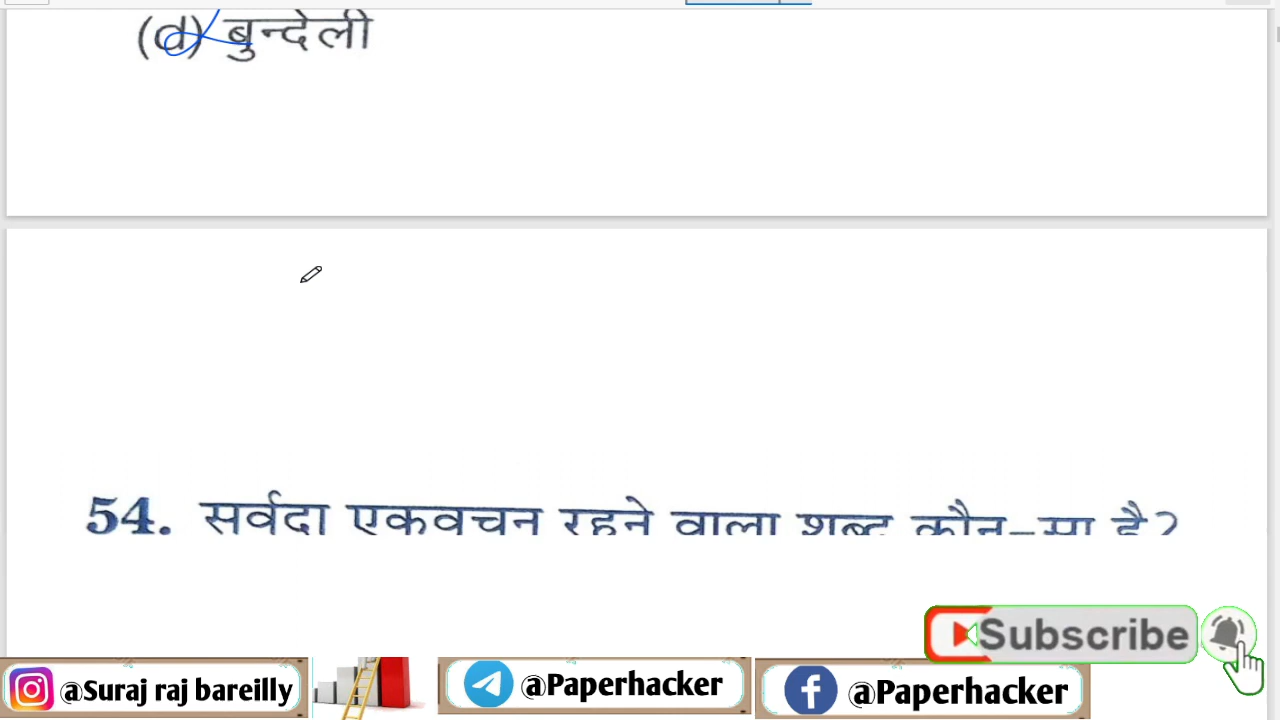 (d) बुन्देली
54. सर्वदा एकवचन रहने वाला शब्द कौन-सा है?
Subscribe
@Suraj raj bareilly
@Paperhacker
@Paperhacker